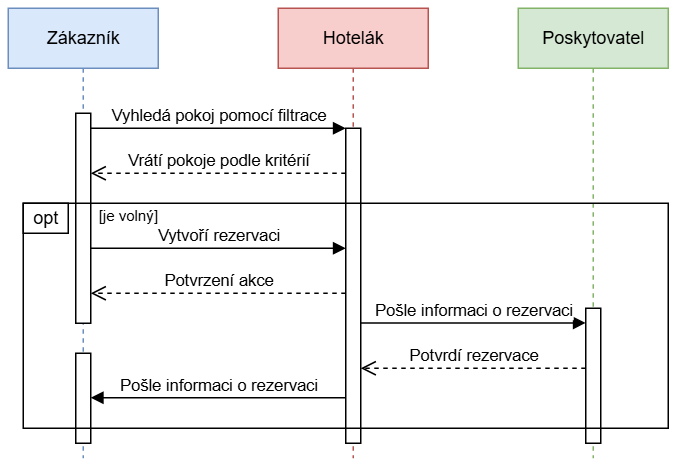 Zákazník
Hotelák
Poskytovatel
Vyhledá pokoj pomocí filtrace
Vrátí pokoje podle kritérií
opt
[je volný]
Vytvoří rezervaci
Potvrzení akce
Pošle informaci o rezervaci
Potvrdí rezervace
Pošle informaci o rezervaci